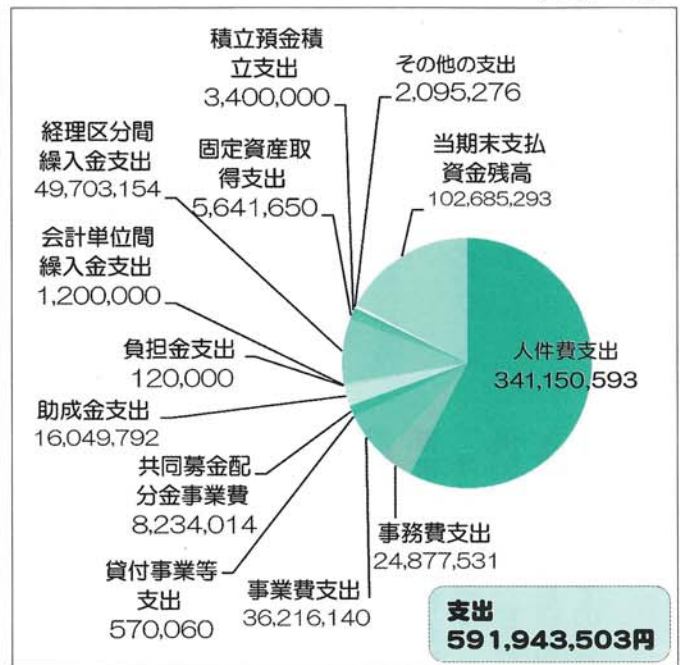 積立預金積
立支出
3,400,000
その他の支出
2,095,276
経理区分間
繰入金支出
49,703,154
固定資産取
得支出
5,641,650
当期末支払
資金残高
102,685,293
会計単位間
繰入金支出
1,200,000
人件費支出
341,150,593
負担金支出
120,000
助成金支出
16,049,792
共同募金配
分金事業費
8,234,014
事務費支出
24,877,531
貸付事業等
支出
570,060
事業費支出
36,216,140
支出
591,943,503円